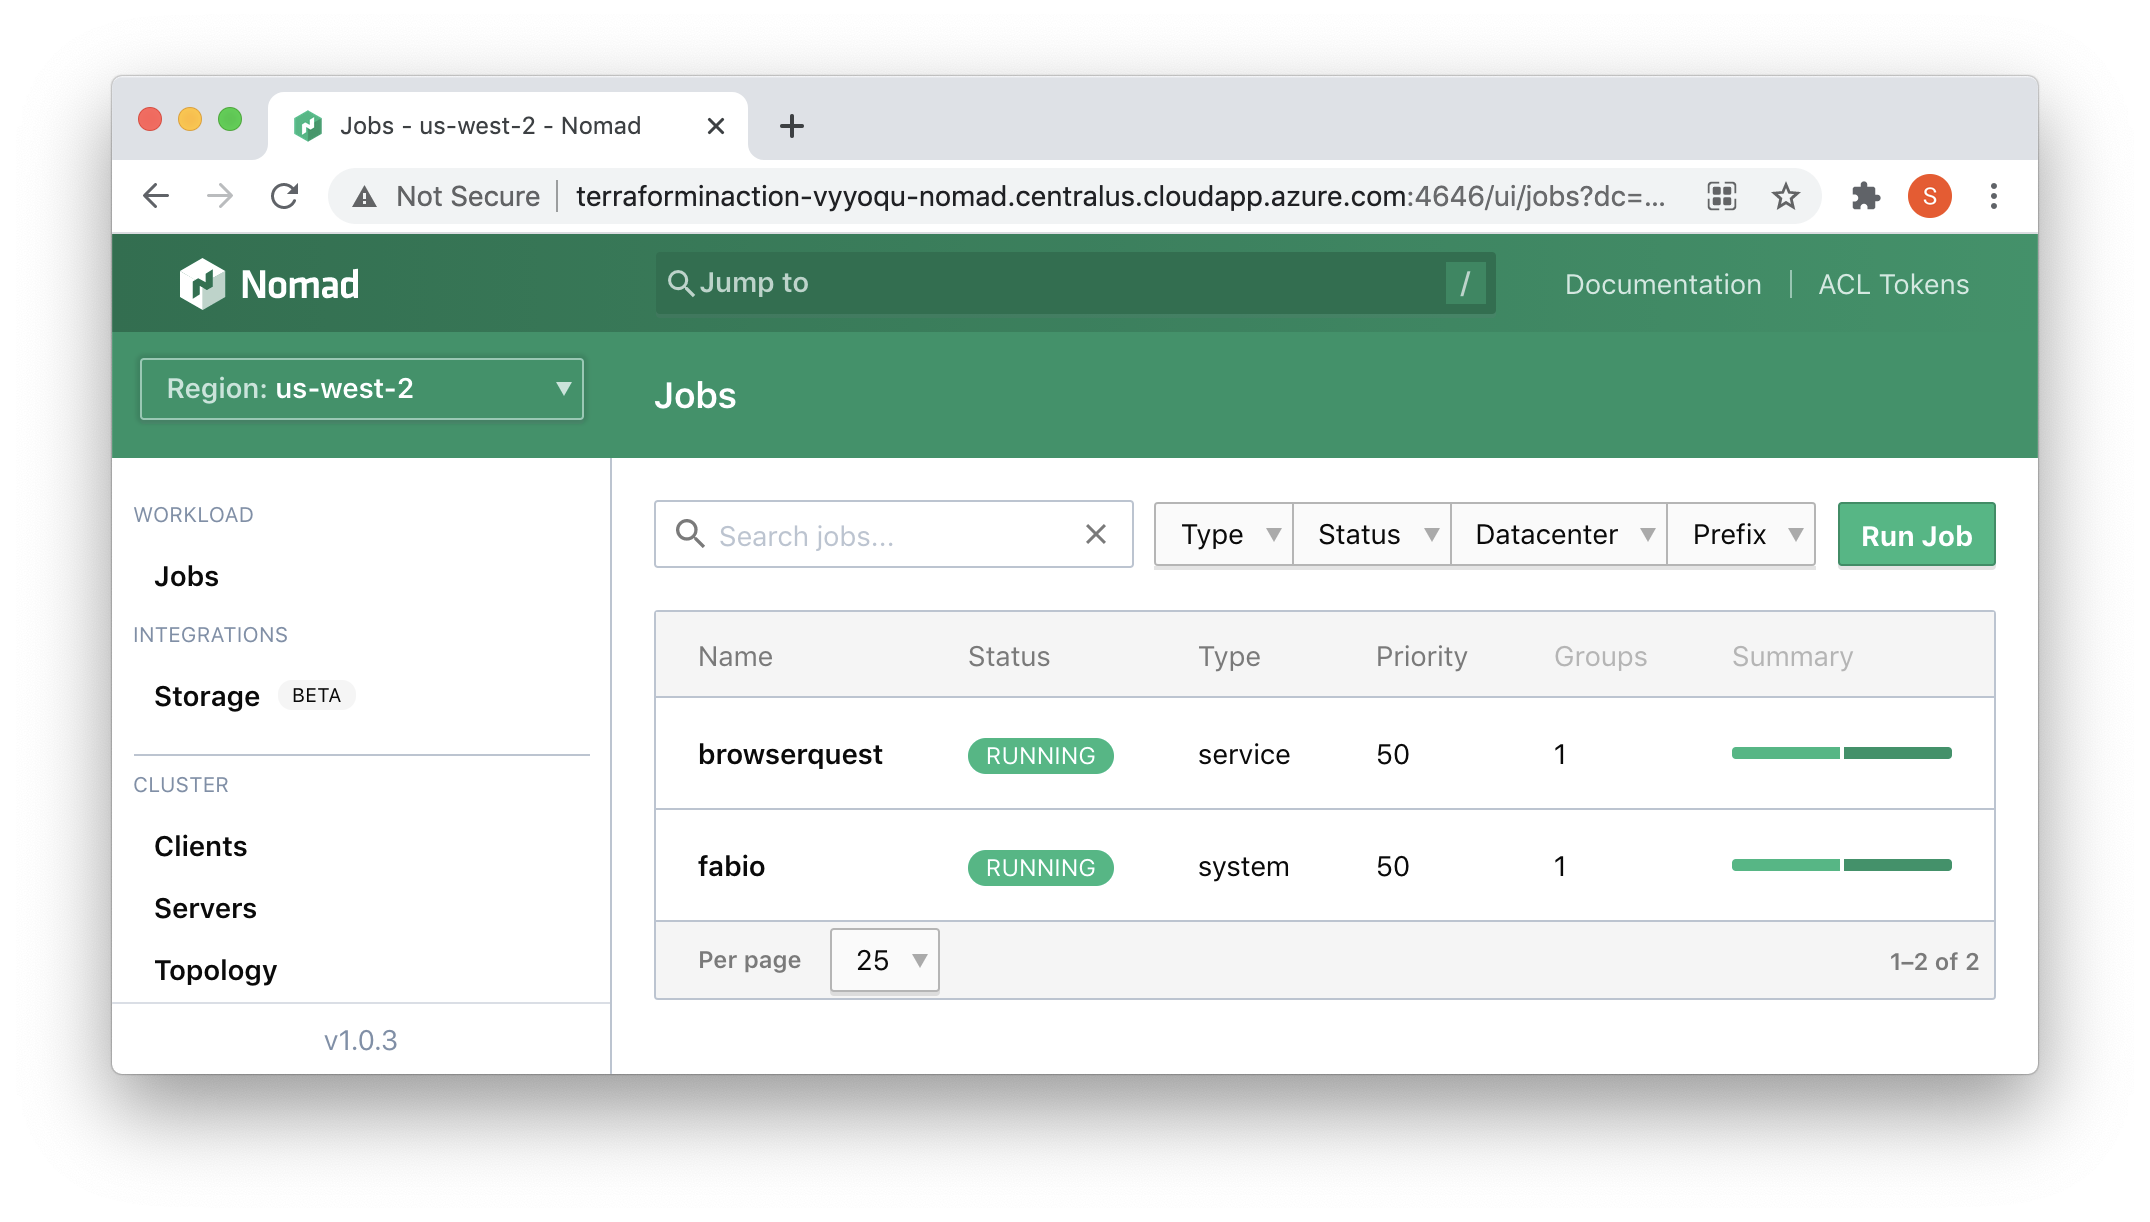 Jobs - us-west-2 - Nomad
Not Secure | terraforminaction-vyyoqu-nomad.centralus.cloudapp.azure.com:4646/ui/jobs?dc=... S
Nomad Jump to / Documentation | ACL Tokens
Region: us-west-2 Jobs
WORKLOAD
Jobs
INTEGRATIONS
Storage BETA
CLUSTER
Clients
Servers
Topology
v1.0.3
Search jobs... Type Status Datacenter Prefix Run Job
Name Status Type Priority Groups Summary
browserquest RUNNING service 50 1
fabio RUNNING system 50 1
Per page 25 1–2 of 2